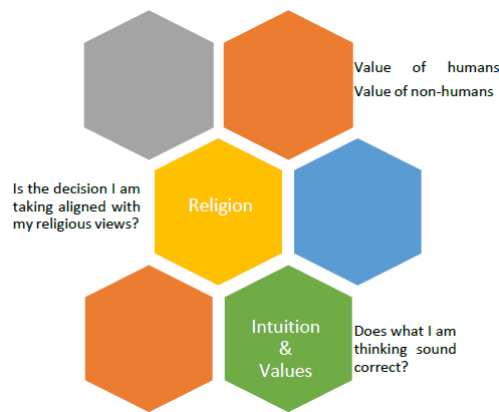 Value of humans
Value of non-humans
Is the decision I am
taking aligned with
my religious views?
Religion
Intuition
&
Values
Does what I am
thinking sound
correct?